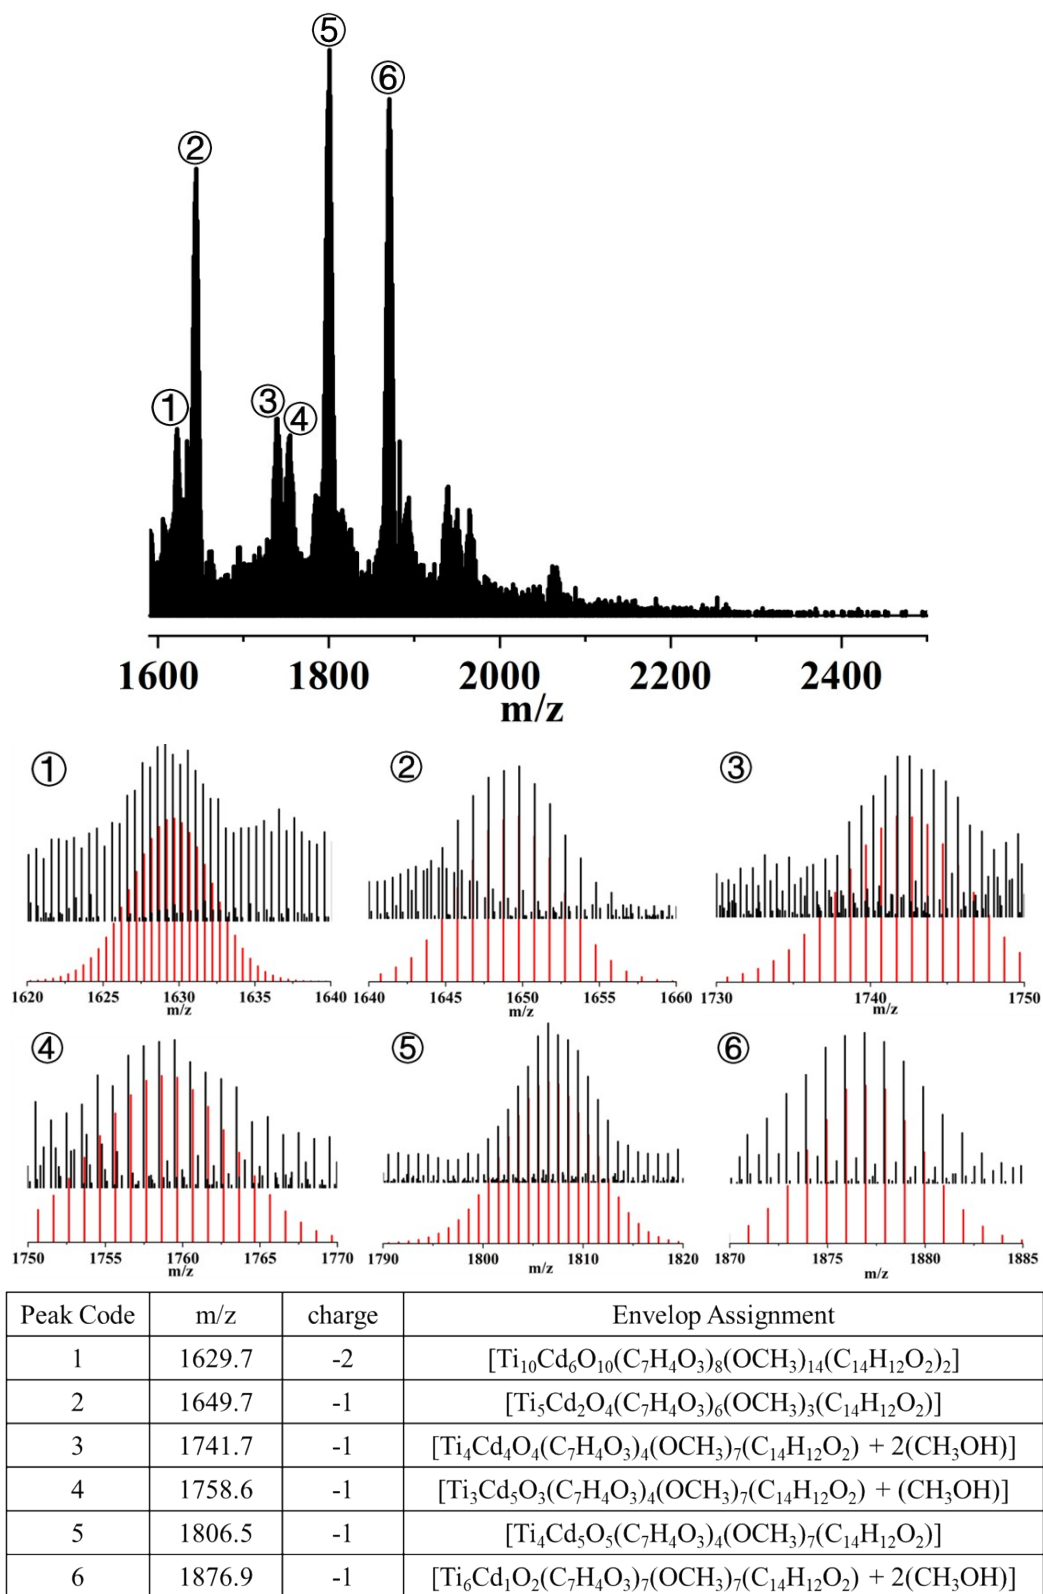 ⑤
⑥
②
①
③
④
1600 1800 2000 2200 2400
m/z
① ② ③
1620 1625 1630 1635 1640
m/z
1640 1645 1650 1655 1660
m/z
1730 1740 1750
m/z
④ ⑤ ⑥
1750 1755 1760 1765 1770
m/z
1790 1800 1810 1820
m/z
1870 1875 1880 1885
m/z
Peak Code m/z charge Envelop Assignment
1 1629.7 -2 [Ti₁₀Cd₆O₁₀(C₇H₄O₃)₈(OCH₃)₁₄(C₁₄H₁₂O₂)₂]
2 1649.7 -1 [Ti₅Cd₂O₄(C₇H₄O₃)₆(OCH₃)₃(C₁₄H₁₂O₂)]
3 1741.7 -1 [Ti₄Cd₄O₄(C₇H₄O₃)₄(OCH₃)₇(C₁₄H₁₂O₂) + 2(CH₃OH)]
4 1758.6 -1 [Ti₃Cd₅O₃(C₇H₄O₃)₄(OCH₃)₇(C₁₄H₁₂O₂) + (CH₃OH)]
5 1806.5 -1 [Ti₄Cd₅O₅(C₇H₄O₃)₄(OCH₃)₇(C₁₄H₁₂O₂)]
6 1876.9 -1 [Ti₆Cd₁O₂(C₇H₄O₃)₇(OCH₃)₇(C₁₄H₁₂O₂) + 2(CH₃OH)]